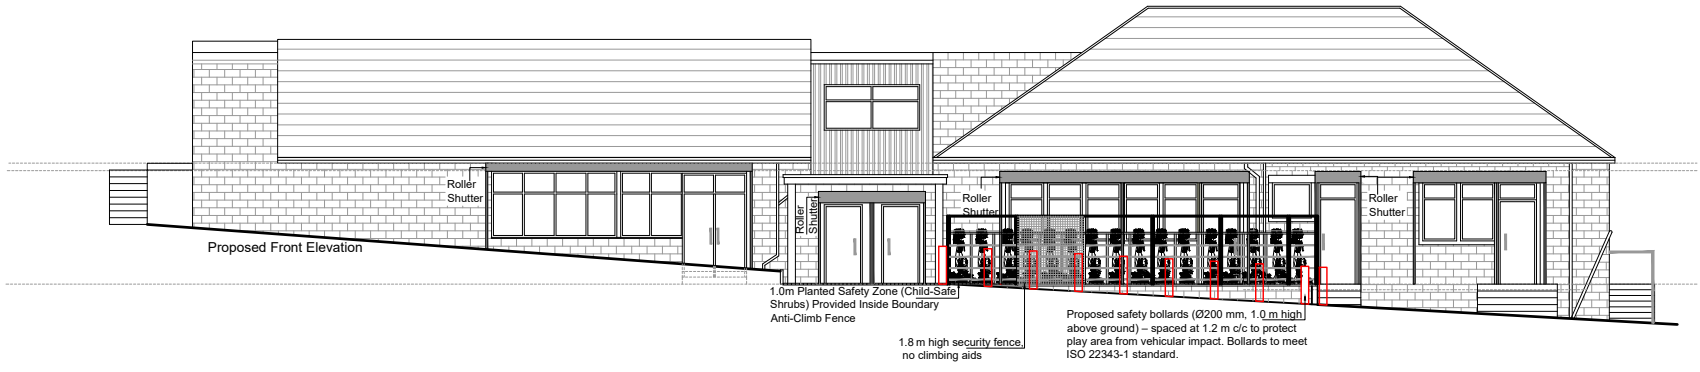 Roller
Shutter
Roller
Shutter
Roller
Shutter
Roller
Shutter
Proposed Front Elevation
1.0m Planted Safety Zone (Child-Safe
Shrubs) Provided Inside Boundary
Anti-Climb Fence
1.8 m high security fence,
no climbing aids
Proposed safety bollards (Ø200 mm, 1.0 m high
above ground) – spaced at 1.2 m c/c to protect
play area from vehicular impact. Bollards to meet
ISO 22343-1 standard.